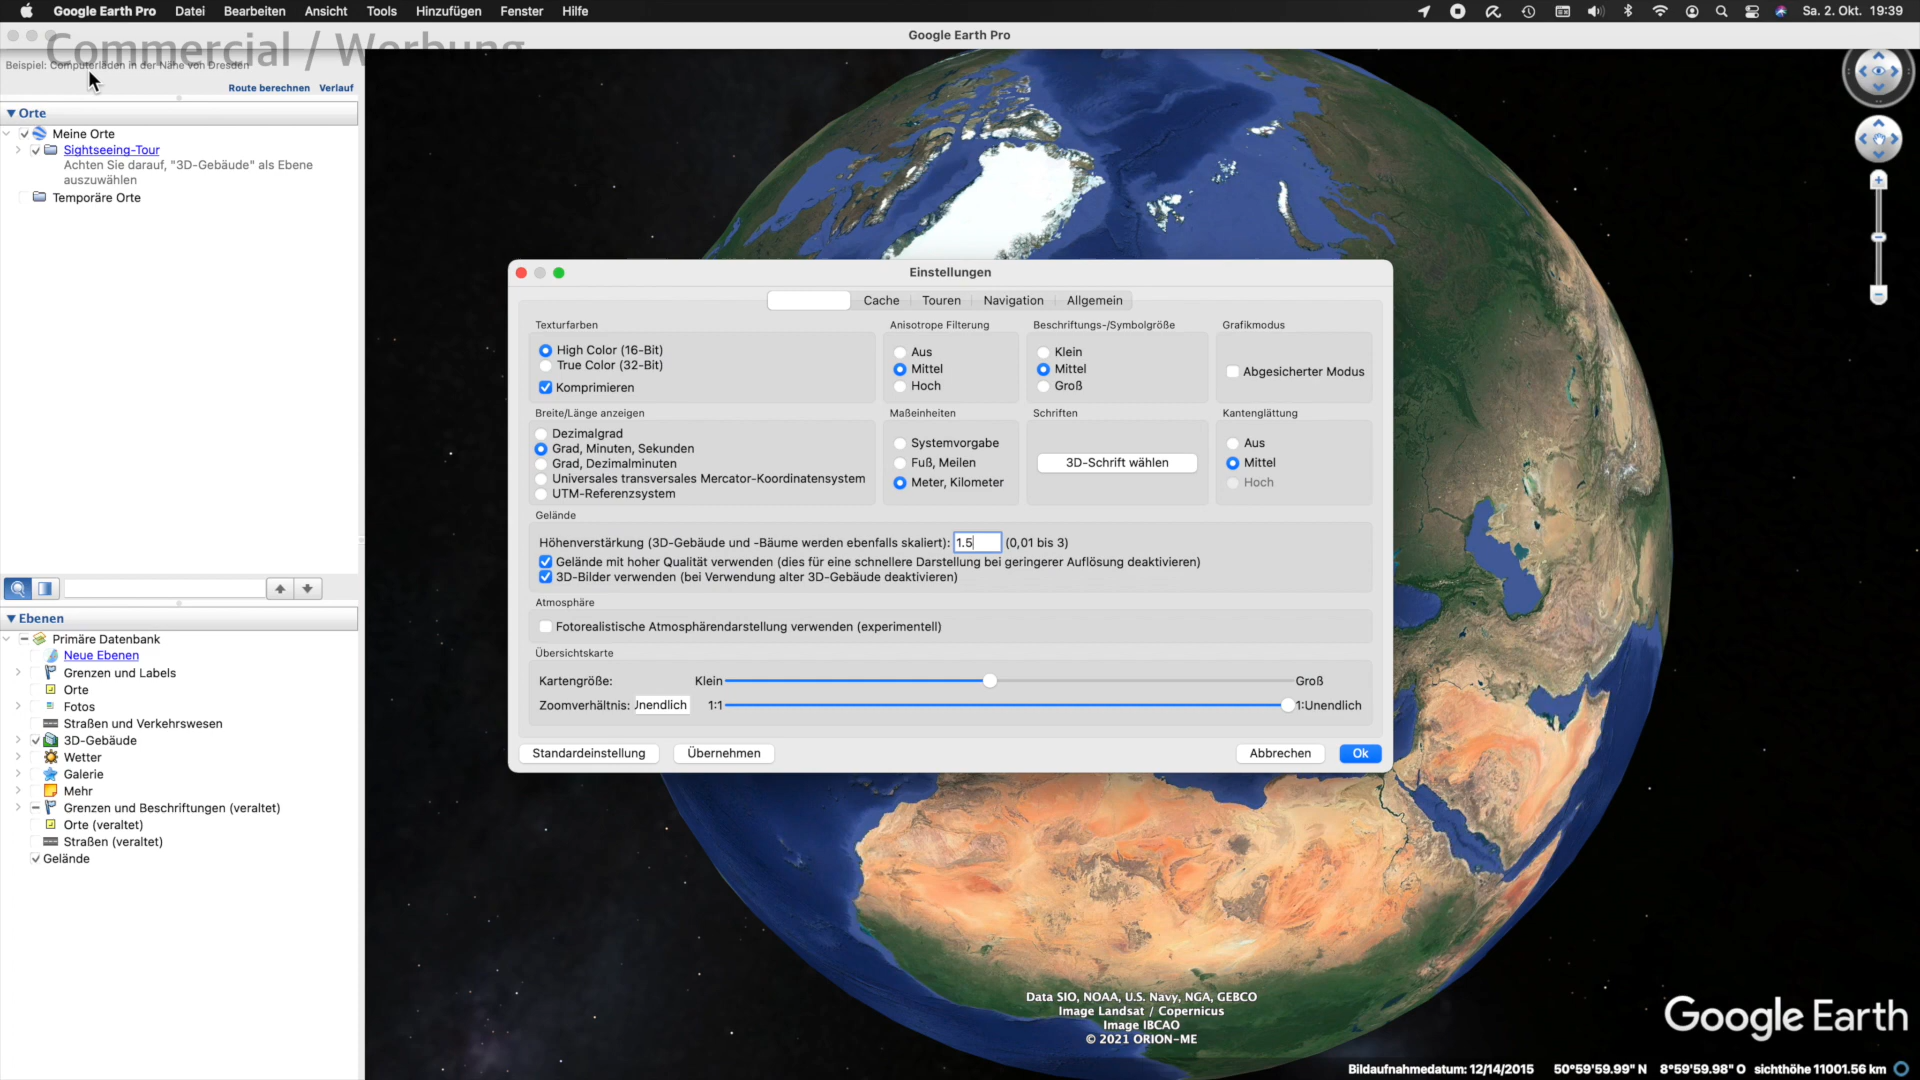 Google Earth Pro Datei Bearbeiten Ansicht Tools Hinzufügen Fenster Hilfe Sa. 2. Okt. 19:39
Google Earth Pro
Commercial / Werbung
Beispiel: Computerläden in der Nähe von Dresden
Route berechnen Verlauf
Orte
Meine Orte
Sightseeing-Tour
Achten Sie darauf, "3D-Gebäude" als Ebene
auszuwählen
Temporäre Orte
Ebenen
Primäre Datenbank
Neue Ebenen
Grenzen und Labels
Orte
Fotos
Straßen und Verkehrswesen
3D-Gebäude
Wetter
Galerie
Mehr
Grenzen und Beschriftungen (veraltet)
Orte (veraltet)
Straßen (veraltet)
Gelände
Einstellungen
Cache Touren Navigation Allgemein
Texturfarben
High Color (16-Bit)
True Color (32-Bit)
Komprimieren
Anisotrope Filterung
Aus
Mittel
Hoch
Beschriftungs-/Symbolgröße
Klein
Mittel
Groß
Grafikmodus
Abgesicherter Modus
Breite/Länge anzeigen
Dezimalgrad
Grad, Minuten, Sekunden
Grad, Dezimalminuten
Universales transversales Mercator-Koordinatensystem
UTM-Referenzsystem
Maßeinheiten
Systemvorgabe
Fuß, Meilen
Meter, Kilometer
Schriften
3D-Schrift wählen
Kantenglättung
Aus
Mittel
Hoch
Gelände
Höhenverstärkung (3D-Gebäude und -Bäume werden ebenfalls skaliert): 1.5 (0,01 bis 3)
Gelände mit hoher Qualität verwenden (dies für eine schnellere Darstellung bei geringerer Auflösung deaktivieren)
3D-Bilder verwenden (bei Verwendung alter 3D-Gebäude deaktivieren)
Atmosphäre
Fotorealistische Atmosphärendarstellung verwenden (experimentell)
Übersichtskarte
Kartengröße: Klein Groß
Zoomverhältnis: Unendlich 1:1 1:Unendlich
Standardeinstellung Übernehmen Abbrechen Ok
Data SIO, NOAA, U.S. Navy, NGA, GEBCO
Image Landsat / Copernicus
Image IBCAO
© 2021 ORION-ME
Google Earth
Bildaufnahmedatum: 12/14/2015 50°59'59.99" N 8°59'59.98" O sichthöhe 11001.56 km